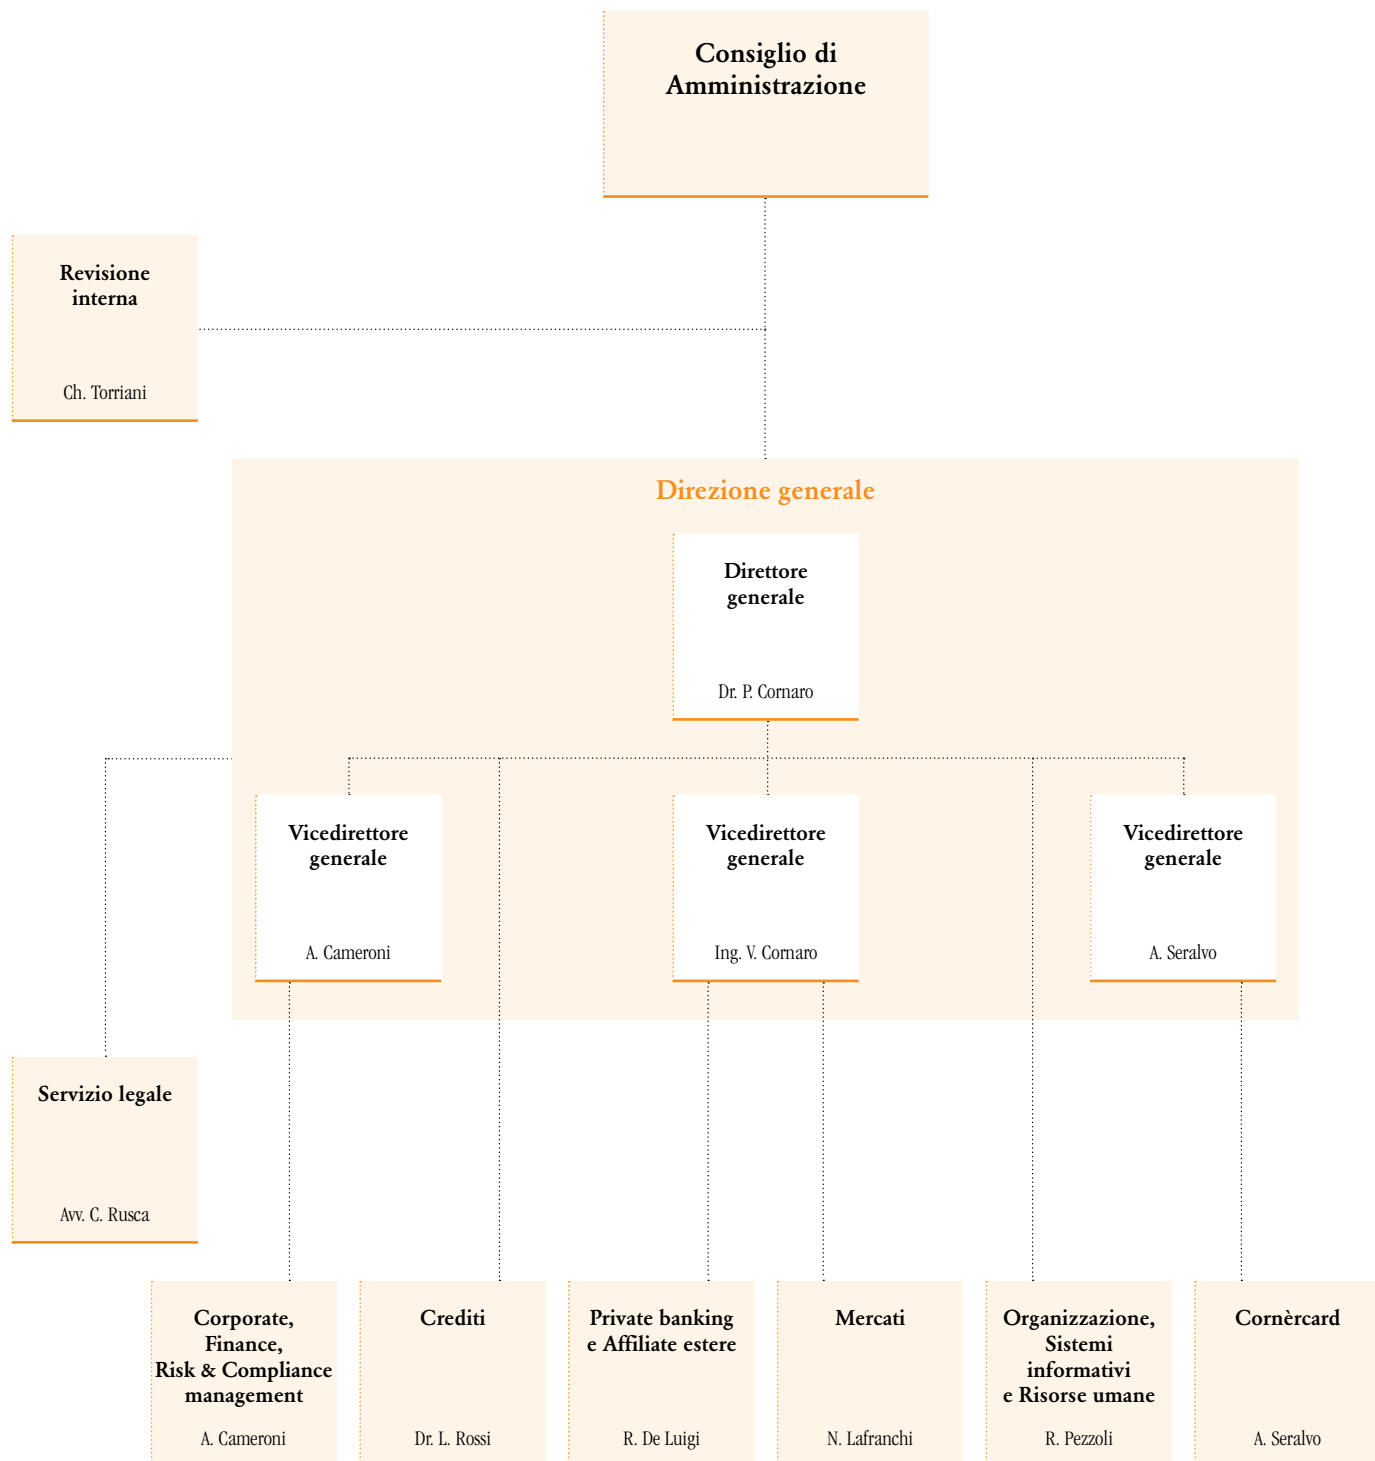 Consiglio di
Amministrazione
Revisione
interna
Ch. Torriani
Direzione generale
Direttore
generale
Dr. P. Cornaro
Vicedirettore
generale
A. Cameroni
Vicedirettore
generale
Ing. V. Cornaro
Vicedirettore
generale
A. Seralvo
Servizio legale
Avv. C. Rusca
Corporate,
Finance,
Risk & Compliance
management
A. Cameroni
Crediti
Dr. L. Rossi
Private banking
e Affiliate estere
R. De Luigi
Mercati
N. Lafranchi
Organizzazione,
Sistemi
informativi
e Risorse umane
R. Pezzoli
Cornèrcard
A. Seralvo